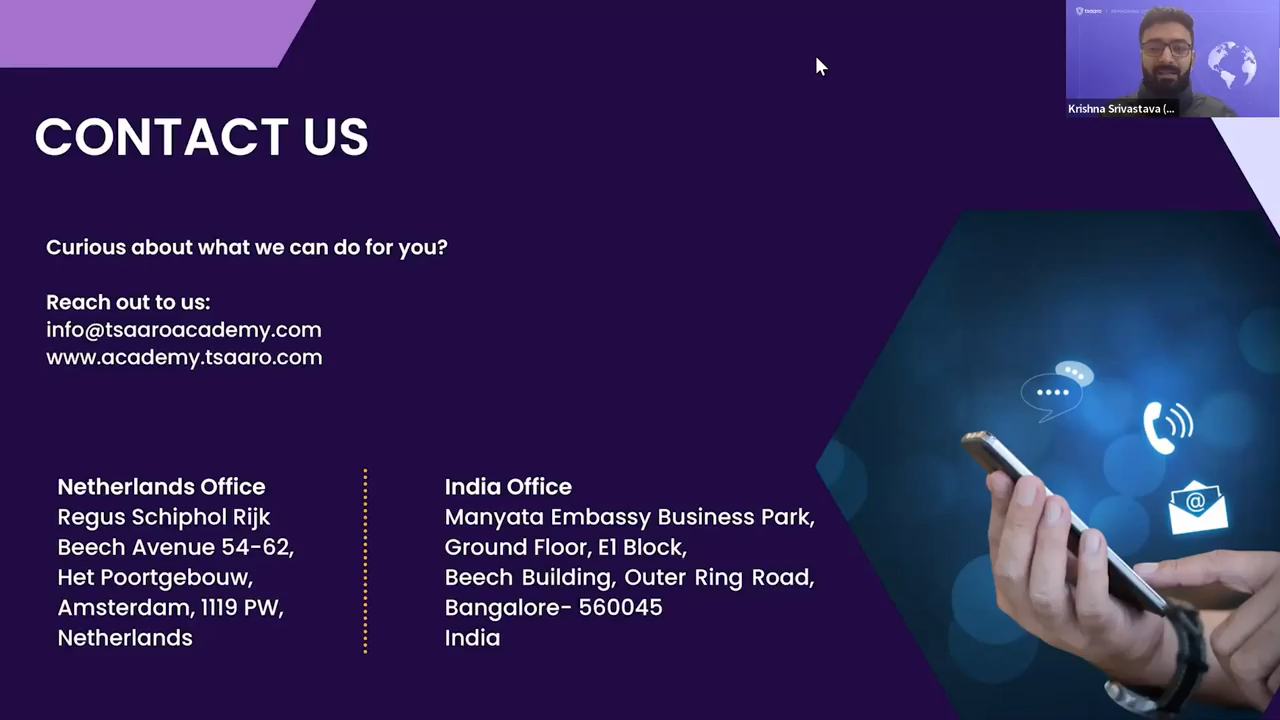 tsaaro
CONTACT US
Krishna Srivastava (...
Curious about what we can do for you?
Reach out to us:
info@tsaaroacademy.com
www.academy.tsaaro.com
Netherlands Office
Regus Schiphol Rijk
Beech Avenue 54-62,
Het Poortgebouw,
Amsterdam, 1119 PW,
Netherlands
India Office
Manyata Embassy Business Park,
Ground Floor, E1 Block,
Beech Building, Outer Ring Road,
Bangalore- 560045
India
@